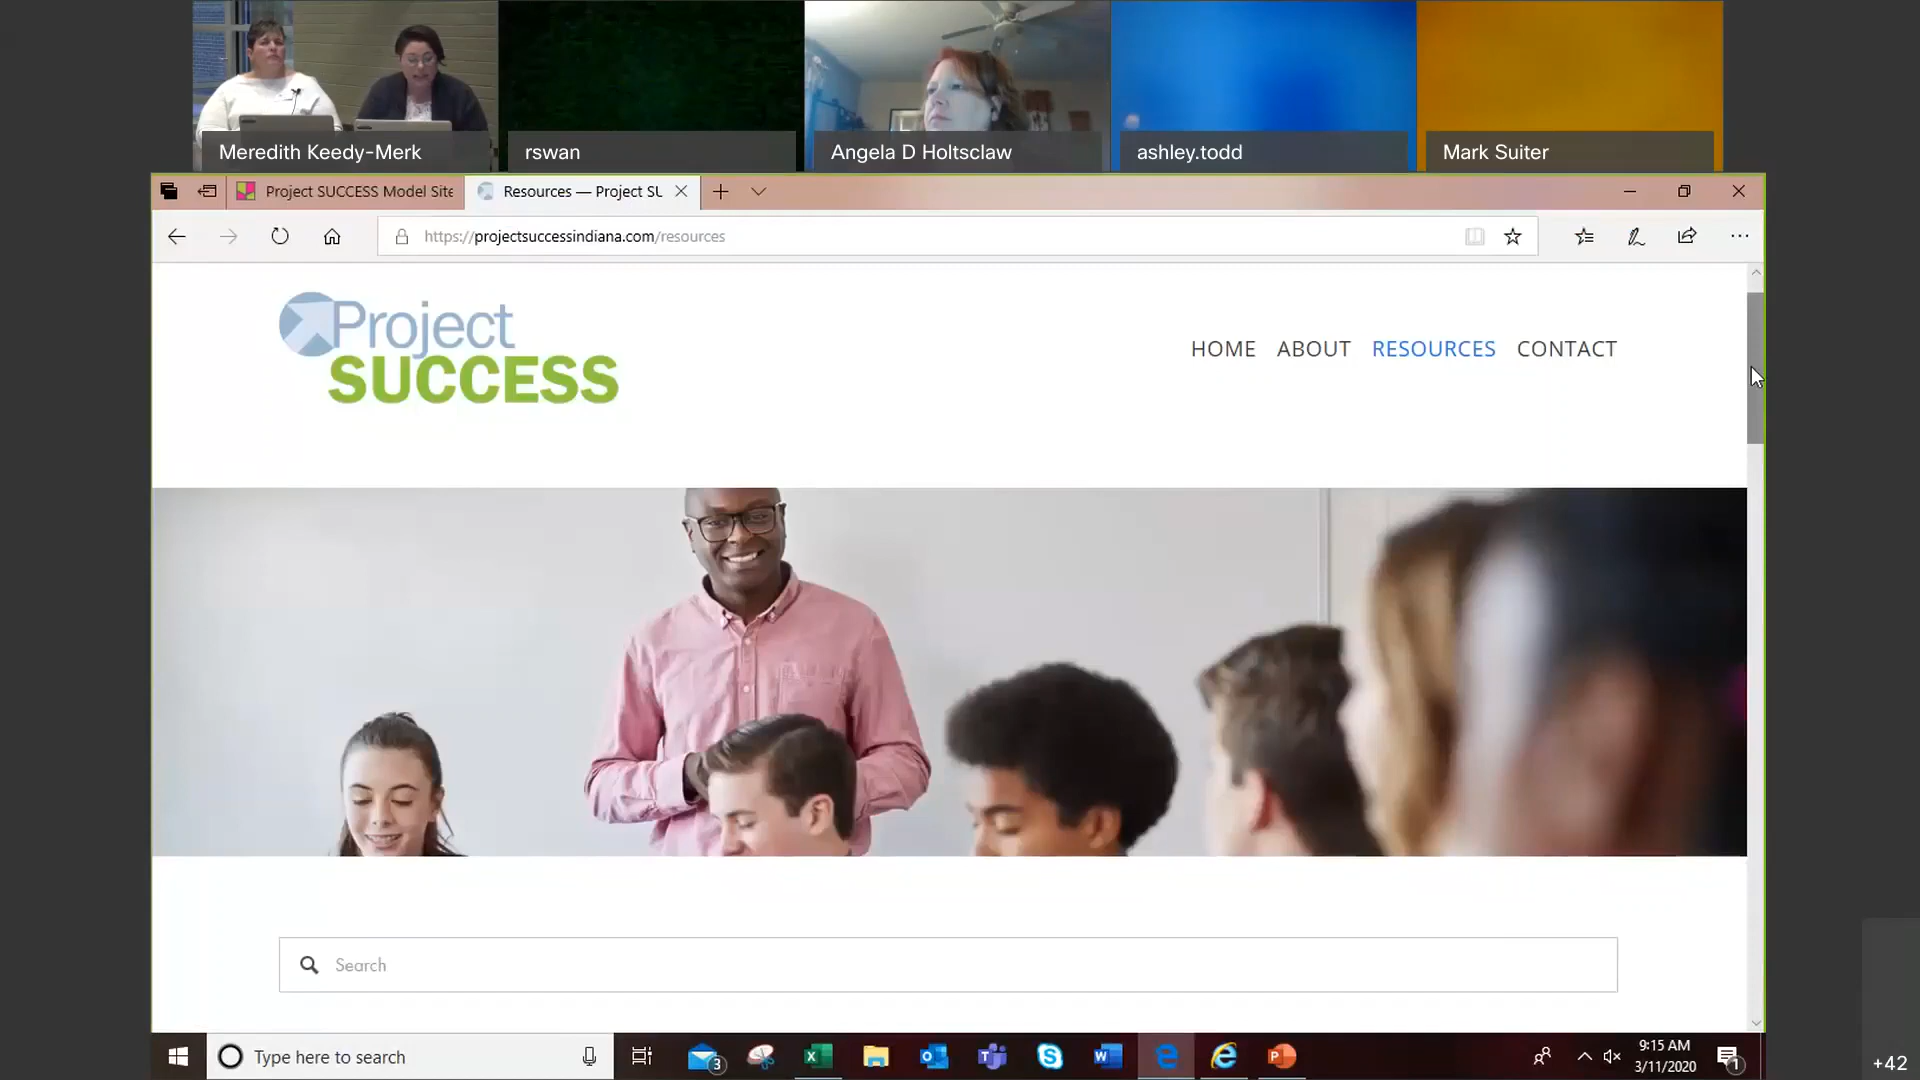 Meredith Keedy-Merk
rswan
Angela D Holtsclaw
ashley.todd
Mark Suiter
Project SUCCESS Model Site
Resources — Project SU
https://projectsuccessindiana.com/resources
Project
SUCCESS
HOME ABOUT RESOURCES CONTACT
Search
Type here to search
3
9:15 AM
3/11/2020
1
+42